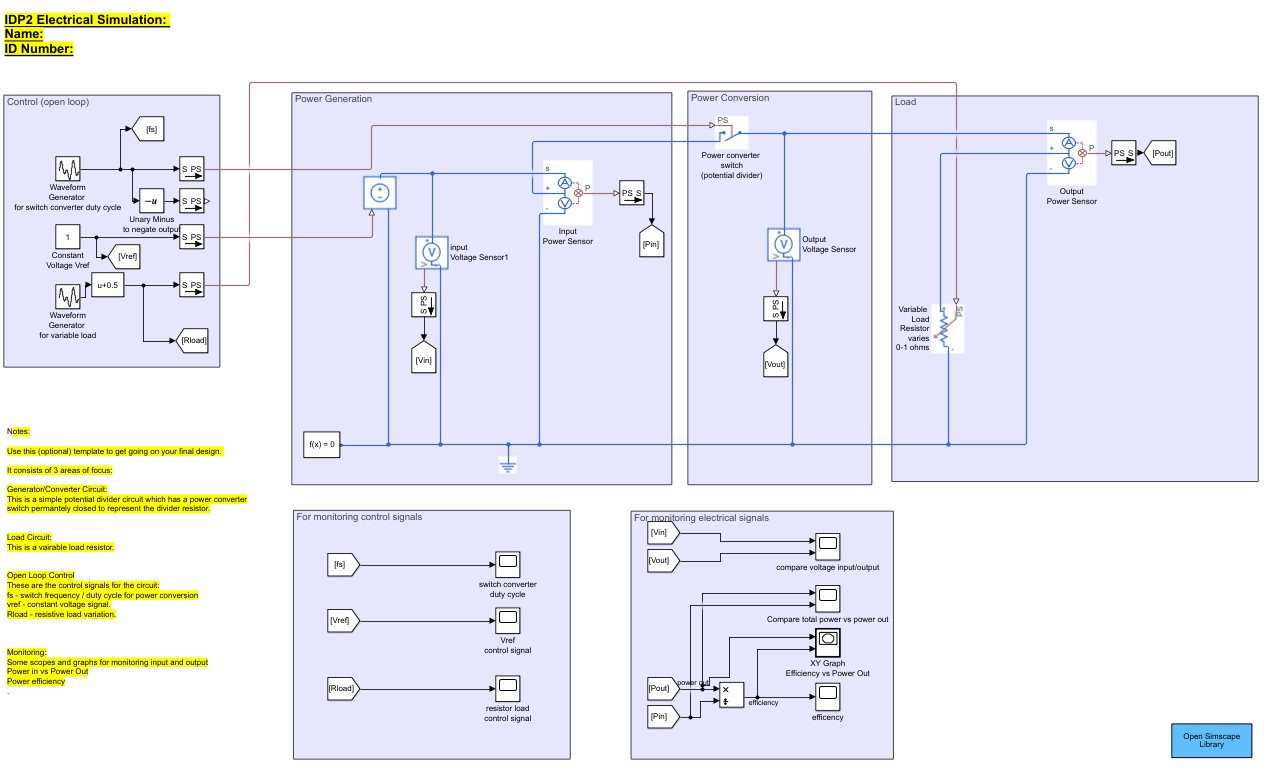 IDP2 Electrical Simulation:
Name:
ID Number:
Control (open loop)
[fs]
S PS
Waveform
Generator
for switch converter duty cycle
-u
S PS
Unary Minus
to negate output
1
S PS
Constant
Voltage Vref
[Vref]
u+0.5
S PS
Waveform
Generator
for variable load
[Rload]
Power Generation
s
+
-
P
Input
Power Sensor
PS S
[Pin]
+
V
V
-
input
Voltage Sensor1
S PS
[Vin]
f(x) = 0
Power Conversion
PS
Power converter
switch
(potential divider)
+
V
V
-
Output
Voltage Sensor
S PS
[Vout]
Load
s
+
-
P
Output
Power Sensor
PS S
[Pout]
Variable
Load
Resistor
varies
0-1 ohms
+
PS
-
Notes:
Use this (optional) template to get going on your final design.
It consists of 3 areas of focus:
Generator/Converter Circuit:
This is a simple potential divider circuit which has a power converter
switch permantely closed to represent the divider resistor.
Load Circuit:
This is a vairable load resistor.
Open Loop Control
These are the control signals for the circuit:
fs - switch frequency / duty cycle for power conversion
vref - constant voltage signal.
Rload - resistive load variation.
Monitoring:
Some scopes and graphs for monitoring input and output
Power in vs Power Out
Power efficiency
.
For monitoring control signals
[fs]
switch converter
duty cycle
[Vref]
Vref
control signal
[Rload]
resistor load
control signal
For monitoring electrical signals
[Vin]
[Vout]
compare voltage input/output
Compare total power vs power out
XY Graph
Efficiency vs Power Out
[Pout]
power out
×
÷
efficiency
[Pin]
efficency
Open Simscape
Library